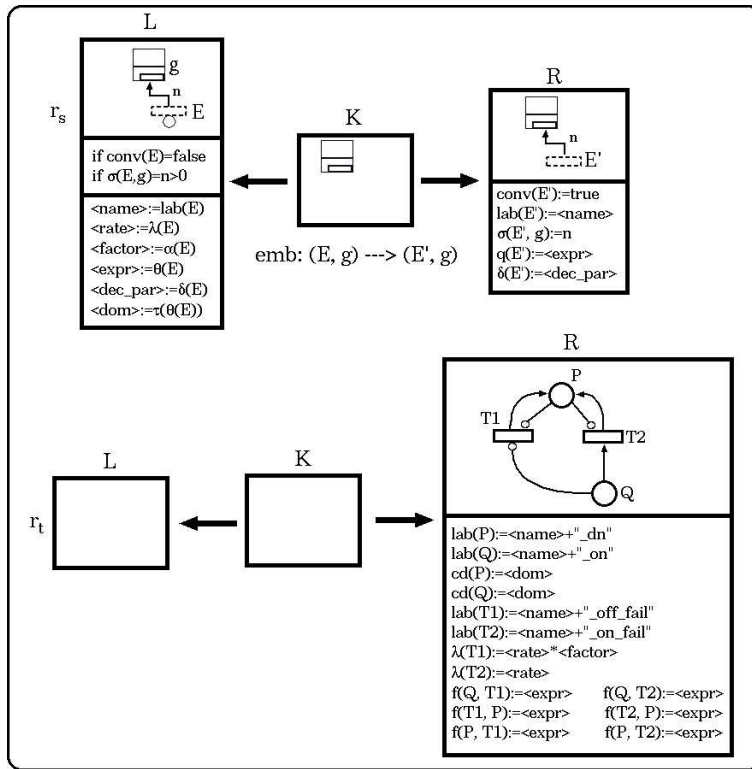 L
g
n
E
r_s
if conv(E)=false
if σ(E,g)=n>0
<name>:=lab(E)
<rate>:=λ(E)
<factor>:=α(E)
<expr>:=θ(E)
<dec_par>:=δ(E)
<dom>:=τ(θ(E))
K
emb: (E, g) ---> (E', g)
R
n
E'
conv(E'):=true
lab(E'):=<name>
σ(E', g):=n
q(E'):=<expr>
δ(E'):=<dec_par>
L
r_t
K
R
P
T1
T2
Q
lab(P):=<name>+"_dn"
lab(Q):=<name>+"_on"
cd(P):=<dom>
cd(Q):=<dom>
lab(T1):=<name>+"_off_fail"
lab(T2):=<name>+"_on_fail"
λ(T1):=<rate>*<factor>
λ(T2):=<rate>
f(Q, T1):=<expr> f(Q, T2):=<expr>
f(T1, P):=<expr> f(T2, P):=<expr>
f(P, T1):=<expr> f(P, T2):=<expr>